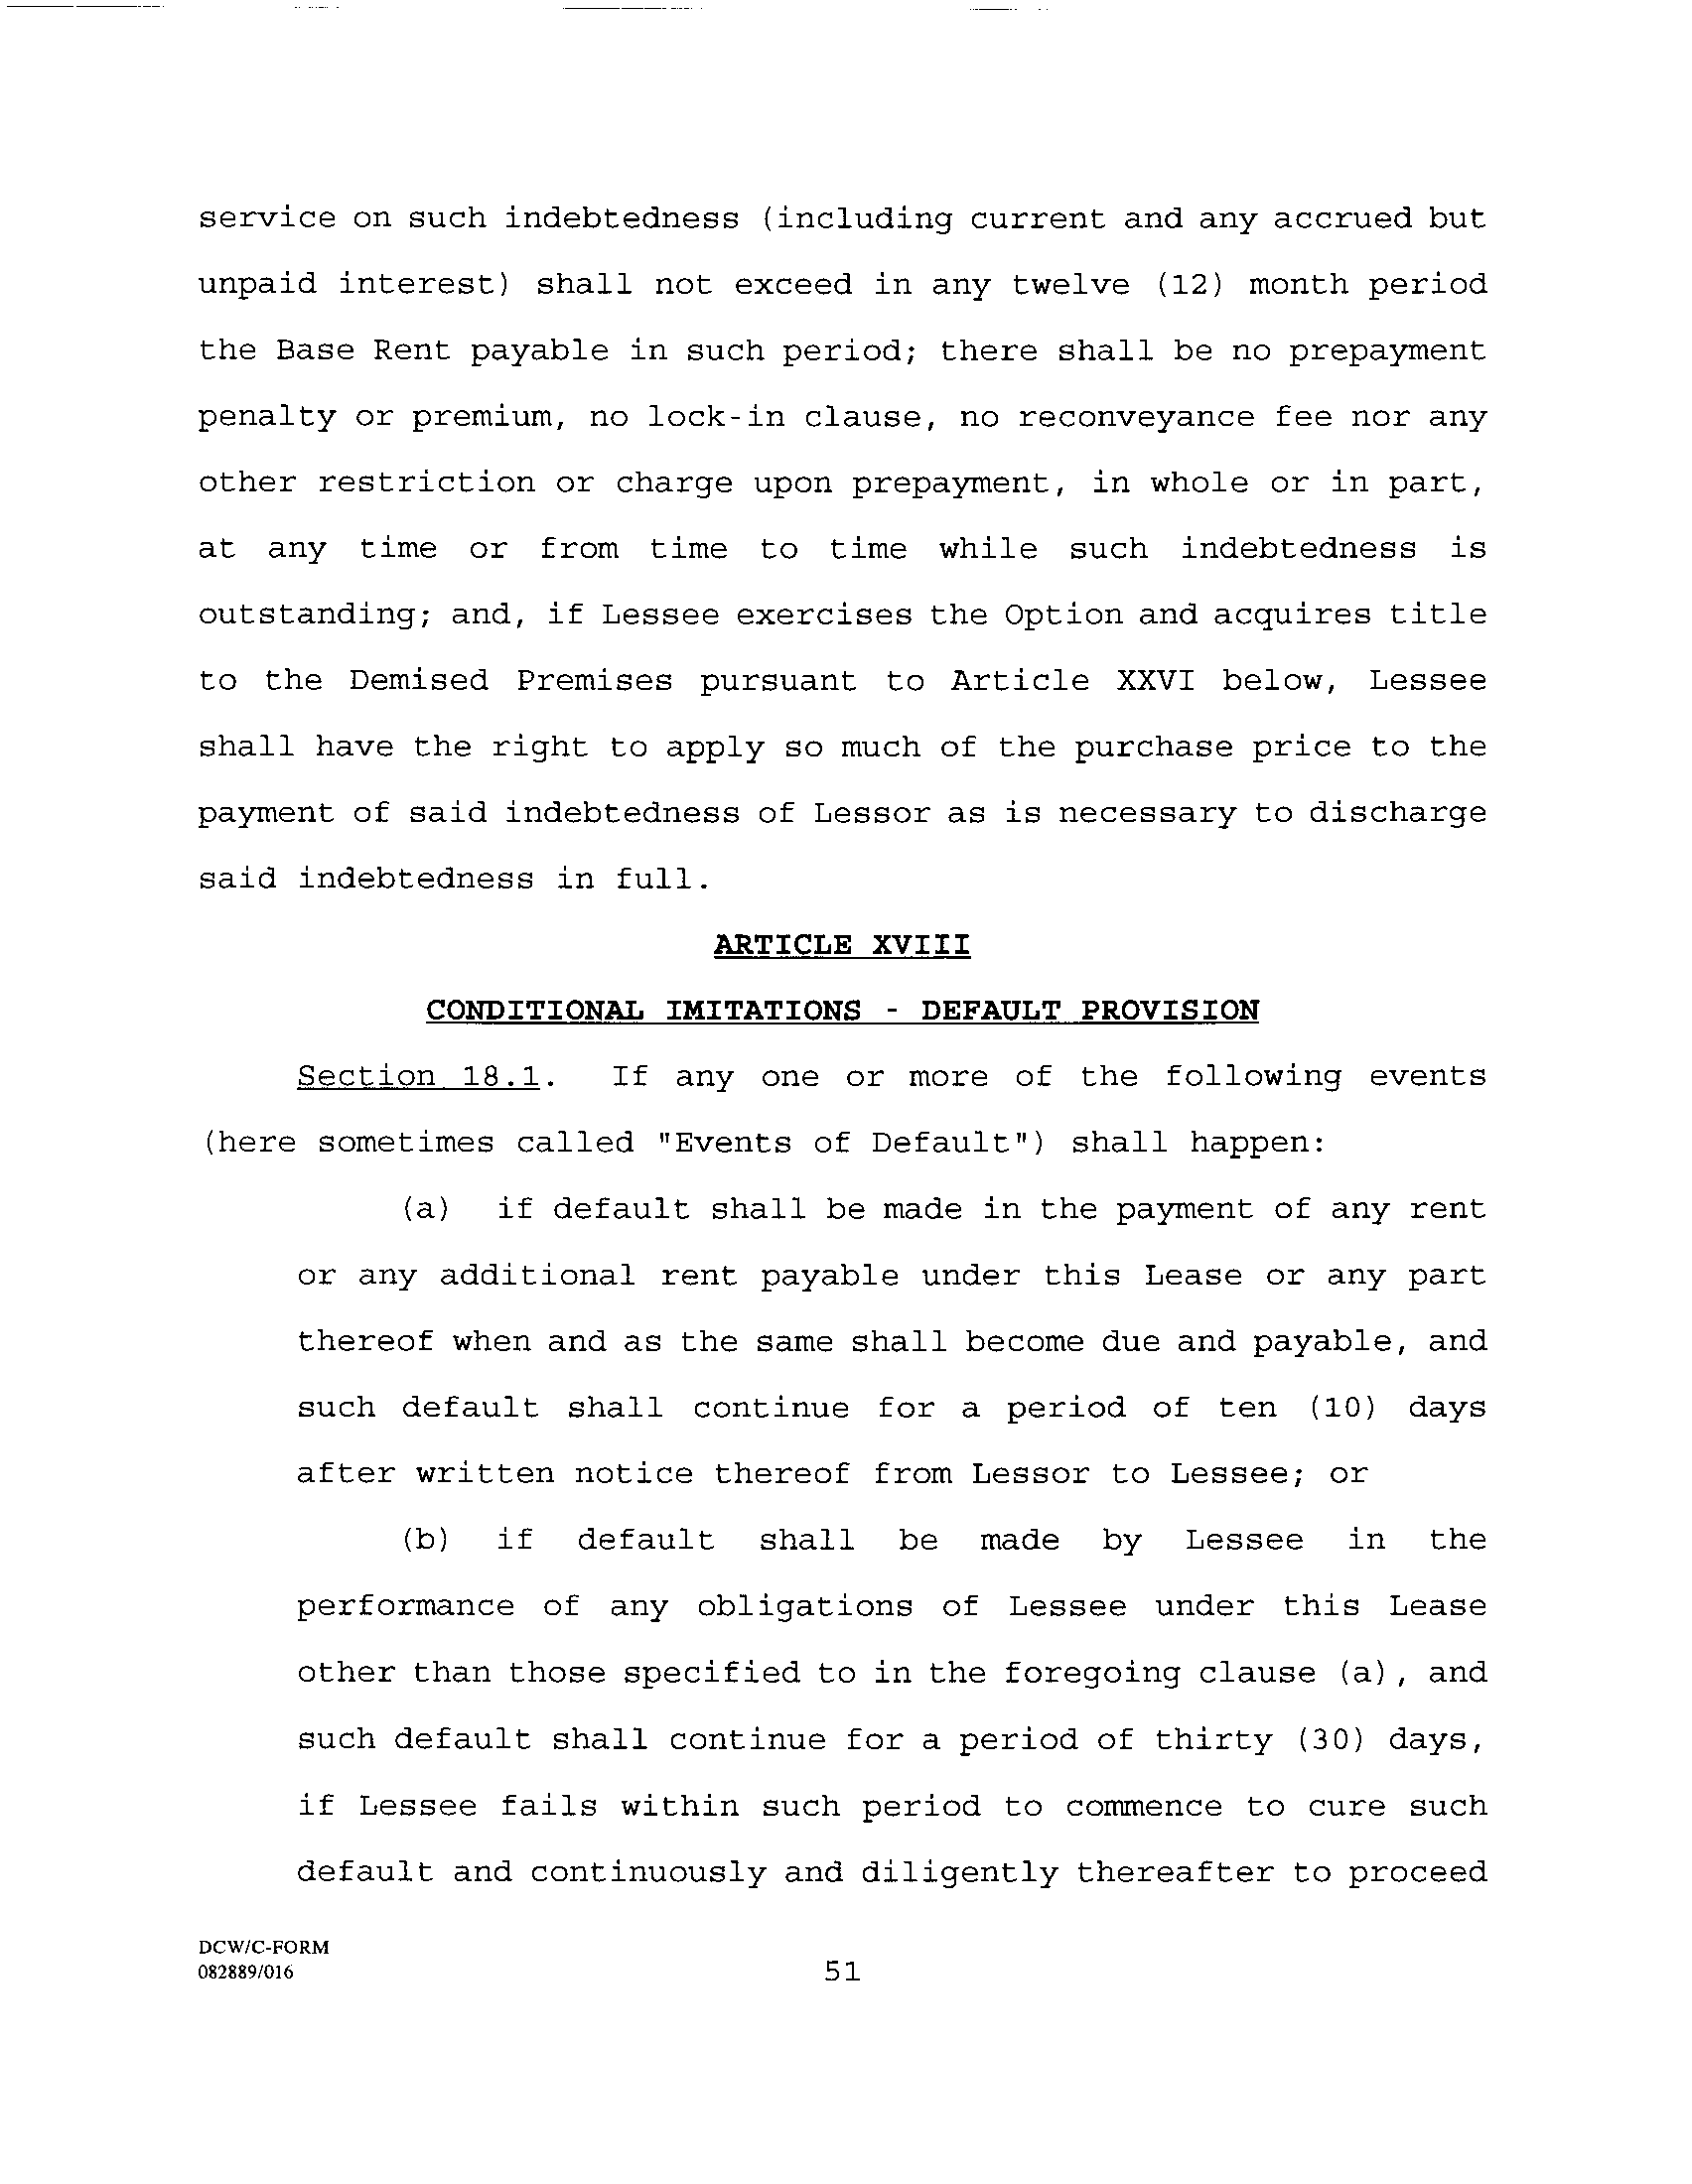 service on such indebtedness (including current and any accrued but
unpaid interest) shall not exceed in any twelve (12) month period
the Base Rent payable in such period; there shall be no prepayment
penalty or premium, no lock-in clause, no reconveyance fee nor any
other restriction or charge upon prepayment, in whole or in part,
at any time or from time to time while such indebtedness is
outstanding; and, if Lessee exercises the Option and acquires title
to the Demised Premises pursuant to Article XXVI below, Lessee
shall have the right to apply so much of the purchase price to the
payment of said indebtedness of Lessor as is necessary to discharge
said indebtedness in full.
ARTICLE XVIII
CONDITIONAL IMITATIONS - DEFAULT PROVISION
Section 18.1. If any one or more of the following events
(here sometimes called "Events of Default") shall happen:
(a) if default shall be made in the payment of any rent
or any additional rent payable under this Lease or any part
thereof when and as the same shall become due and payable, and
such default shall continue for a period of ten (10) days
after written notice thereof from Lessor to Lessee; or
(b) if default shall be made by Lessee in the
performance of any obligations of Lessee under this Lease
other than those specified to in the foregoing clause (a), and
such default shall continue for a period of thirty (30) days,
if Lessee fails within such period to commence to cure such
default and continuously and diligently thereafter to proceed
DCW/C-FORM
082889/016
51